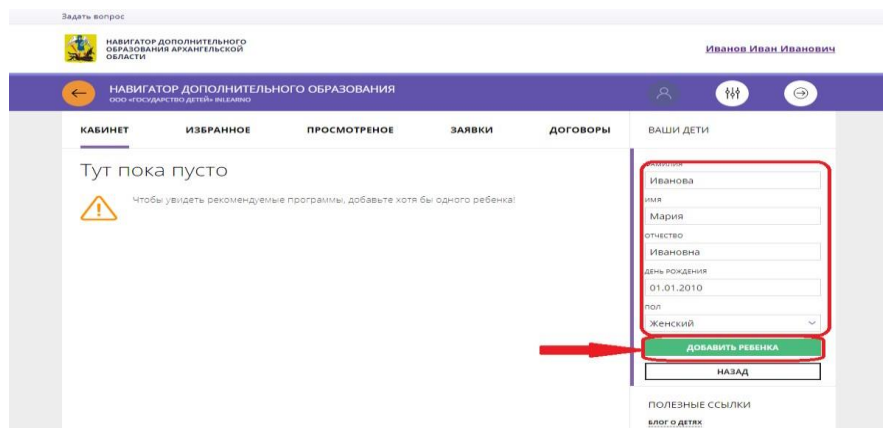 Задать вопрос
НАВИГАТОР ДОПОЛНИТЕЛЬНОГО
ОБРАЗОВАНИЯ АРХАНГЕЛЬСКОЙ
ОБЛАСТИ
Иванов Иван Иванович
НАВИГАТОР ДОПОЛНИТЕЛЬНОГО ОБРАЗОВАНИЯ
ООО «ГОСУДАРСТВО ДЕТЕЙ» INLEARNO
КАБИНЕТ ИЗБРАННОЕ ПРОСМОТРЕНОЕ ЗАЯВКИ ДОГОВОРЫ
ВАШИ ДЕТИ
Тут пока пусто
Чтобы увидеть рекомендуемые программы, добавьте хотя бы одного ребенка!
ФАМИЛИЯ
Иванова
ИМЯ
Мария
ОТЧЕСТВО
Ивановна
ДЕНЬ РОЖДЕНИЯ
01.01.2010
ПОЛ
Женский
ДОБАВИТЬ РЕБЕНКА
НАЗАД
ПОЛЕЗНЫЕ ССЫЛКИ
БЛОГ О ДЕТЯХ